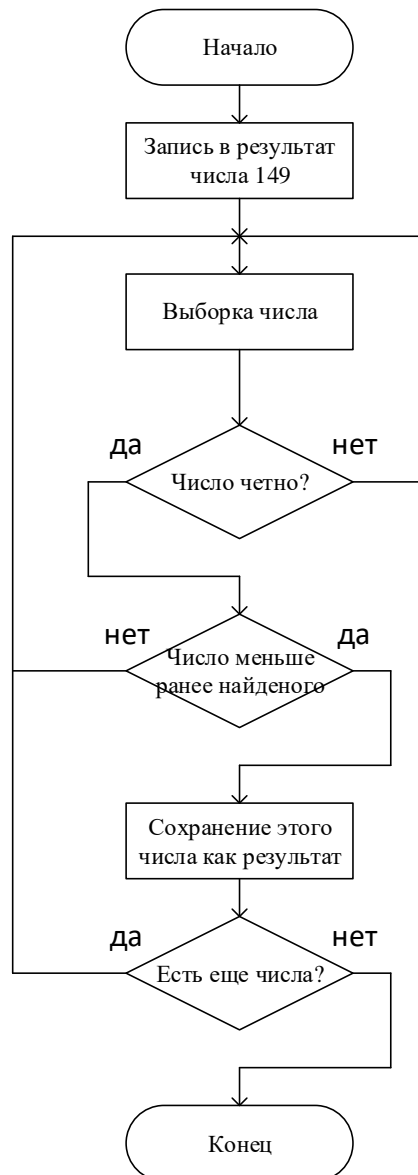 Начало
Запись в результат
числа 149
Выборка числа
да
нет
Число четно?
нет
да
Число меньше
ранее найденого
Сохранение этого
числа как результат
да
нет
Есть еще числа?
Конец